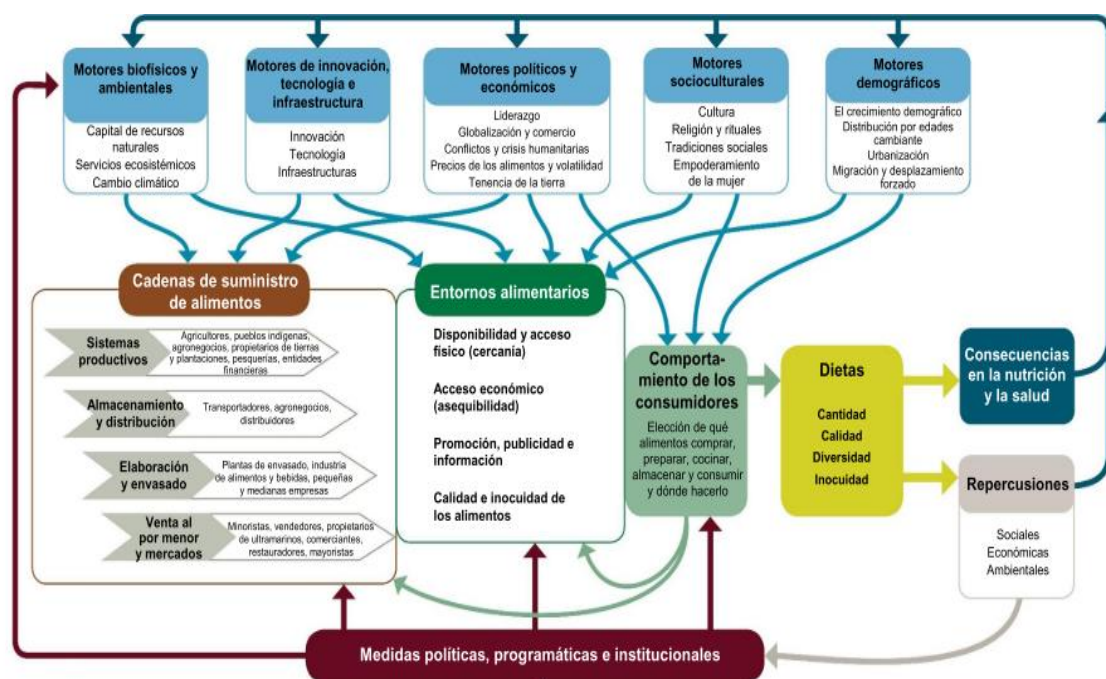 Motores biofísicos y
ambientales
Capital de recursos
naturales
Servicios ecosistémicos
Cambio climático
Motores de innovación,
tecnología e
infraestructura
Innovación
Tecnología
Infraestructuras
Motores políticos y
económicos
Liderazgo
Globalización y comercio
Conflictos y crisis humanitarias
Precios de los alimentos y volatilidad
Tenencia de la tierra
Motores
socioculturales
Cultura
Religión y rituales
Tradiciones sociales
Empoderamiento
de la mujer
Motores
demográficos
El crecimiento demográfico
Distribución por edades
cambiante
Urbanización
Migración y desplazamiento
forzado
Cadenas de suministro
de alimentos
Sistemas
productivos
Agricultores, pueblos indígenas,
agronegocios, propietarios de tierras
y plantaciones, pesquerías, entidades
financieras
Almacenamiento
y distribución
Transportadores, agronegocios,
distribuidores
Elaboración
y envasado
Plantas de envasado, industria
de alimentos y bebidas, pequeñas
y medianas empresas
Venta al
por menor
y mercados
Minoristas, vendedores, propietarios
de ultramarinos, comerciantes,
restauradores, mayoristas
Entornos alimentarios
Disponibilidad y acceso
físico (cercanía)
Acceso económico
(asequibilidad)
Promoción, publicidad e
información
Calidad e inocuidad de
los alimentos
Comporta-
miento de los
consumidores
Elección de qué
alimentos comprar,
preparar, cocinar,
almacenar y consumir
y dónde hacerlo
Dietas
Cantidad
Calidad
Diversidad
Inocuidad
Consecuencias
en la nutrición
y la salud
Repercusiones
Sociales
Económicas
Ambientales
Medidas políticas, programáticas e institucionales